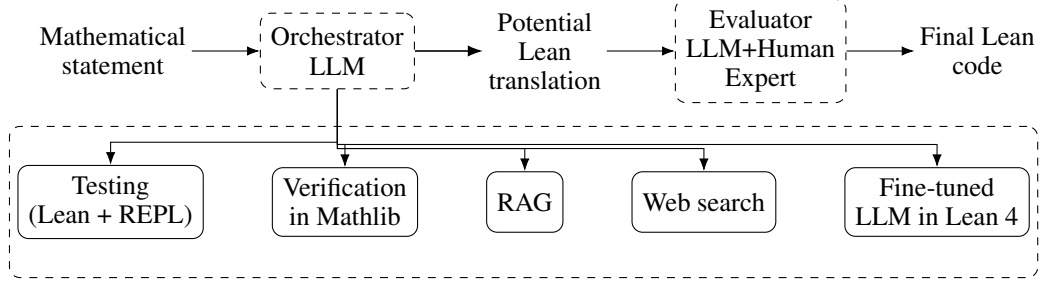 Mathematical
statement
Orchestrator
LLM
Potential
Lean
translation
Evaluator
LLM+Human
Expert
Final Lean
code
Testing
(Lean + REPL)
Verification
in Mathlib
RAG
Web search
Fine-tuned
LLM in Lean 4